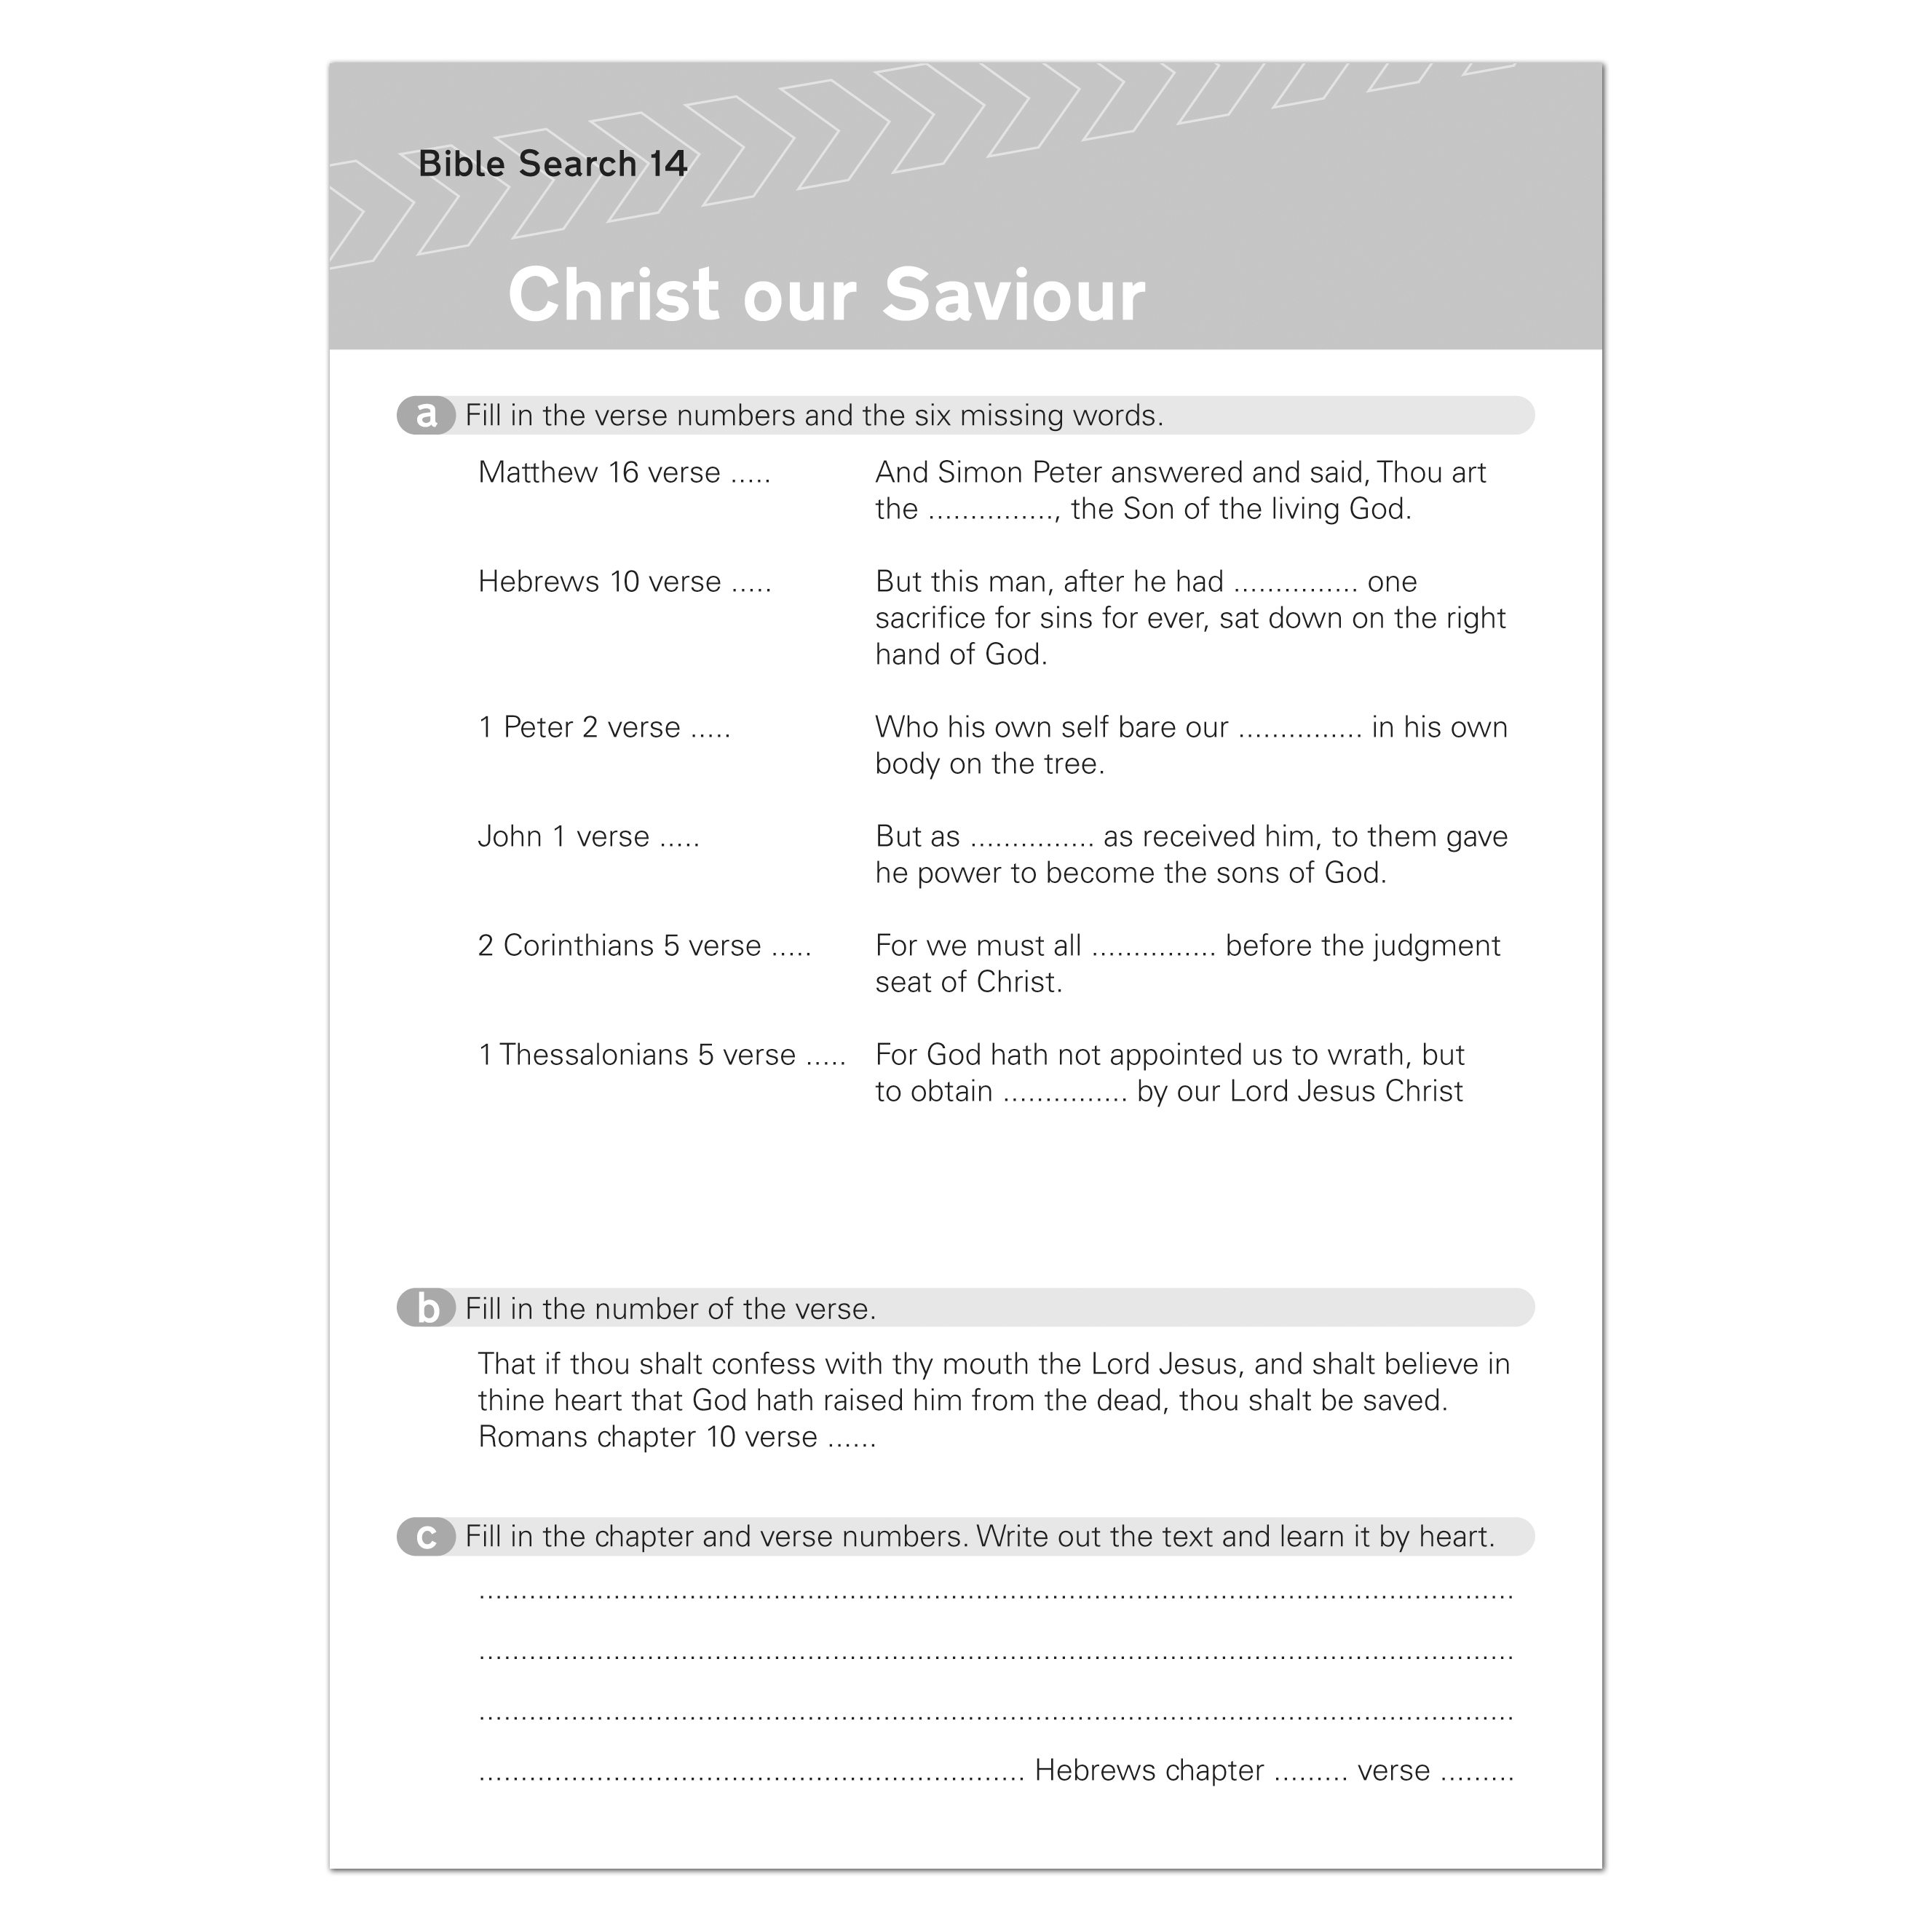 Bible Search 14
Christ our Saviour
a Fill in the verse numbers and the six missing words.
Matthew 16 verse ..... And Simon Peter answered and said, Thou art
the ..............., the Son of the living God.
Hebrews 10 verse ..... But this man, after he had ............... one
sacrifice for sins for ever, sat down on the right
hand of God.
1 Peter 2 verse ..... Who his own self bare our ............... in his own
body on the tree.
John 1 verse ..... But as ............... as received him, to them gave
he power to become the sons of God.
2 Corinthians 5 verse ..... For we must all ............... before the judgment
seat of Christ.
1 Thessalonians 5 verse ..... For God hath not appointed us to wrath, but
to obtain ............... by our Lord Jesus Christ
b Fill in the number of the verse.
That if thou shalt confess with thy mouth the Lord Jesus, and shalt believe in
thine heart that God hath raised him from the dead, thou shalt be saved.
Romans chapter 10 verse ......
c Fill in the chapter and verse numbers. Write out the text and learn it by heart.
.............................................................................................................................
.............................................................................................................................
.............................................................................................................................
.................................................................. Hebrews chapter ......... verse .........